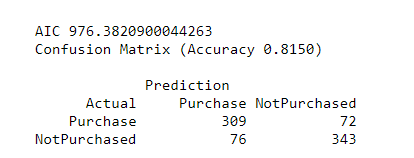 AIC 976.3820900044263
Confusion Matrix (Accuracy 0.8150)
Prediction
Actual Purchase NotPurchased
Purchase 309 72
NotPurchased 76 343